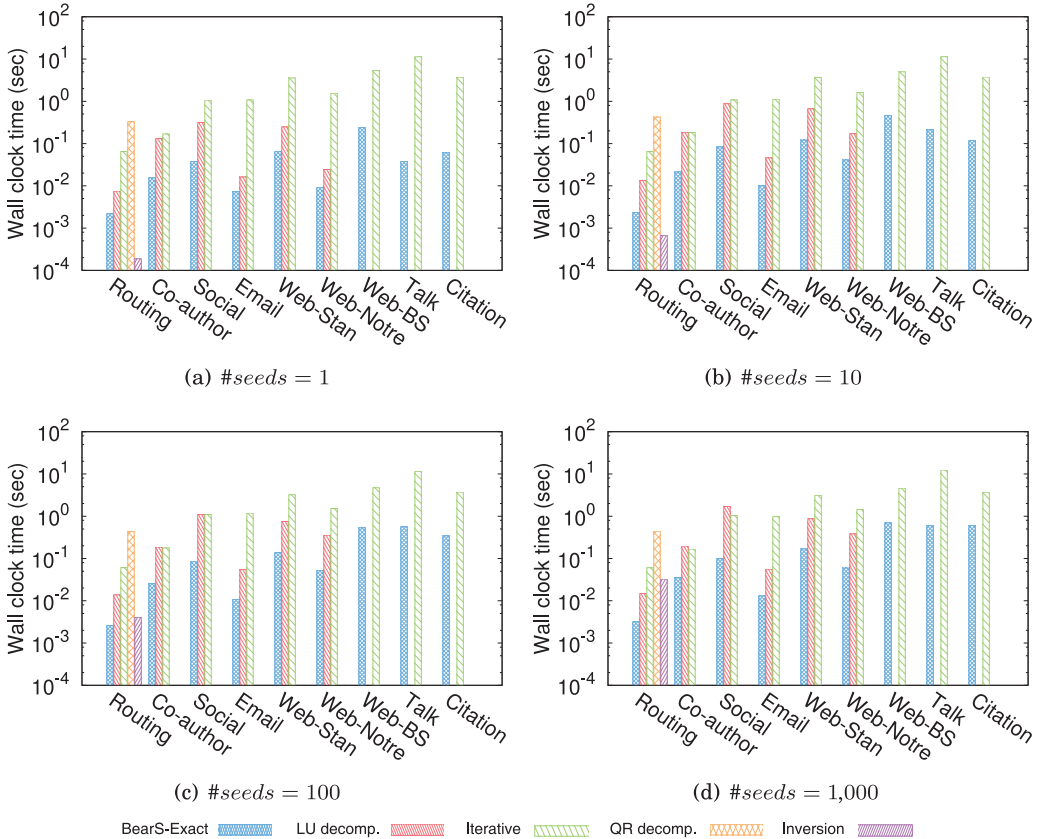 Wall clock time (sec)
10^2
10^1
10^0
10^-1
10^-2
10^-3
10^-4
Routing
Co-author
Social
Email
Web-Stan
Web-Notre
Web-BS
Talk
Citation
(a) #seeds = 1
Wall clock time (sec)
10^2
10^1
10^0
10^-1
10^-2
10^-3
10^-4
Routing
Co-author
Social
Email
Web-Stan
Web-Notre
Web-BS
Talk
Citation
(b) #seeds = 10
Wall clock time (sec)
10^2
10^1
10^0
10^-1
10^-2
10^-3
10^-4
Routing
Co-author
Social
Email
Web-Stan
Web-Notre
Web-BS
Talk
Citation
(c) #seeds = 100
Wall clock time (sec)
10^2
10^1
10^0
10^-1
10^-2
10^-3
10^-4
Routing
Co-author
Social
Email
Web-Stan
Web-Notre
Web-BS
Talk
Citation
(d) #seeds = 1,000
BearS-Exact LU decomp. Iterative QR decomp. Inversion